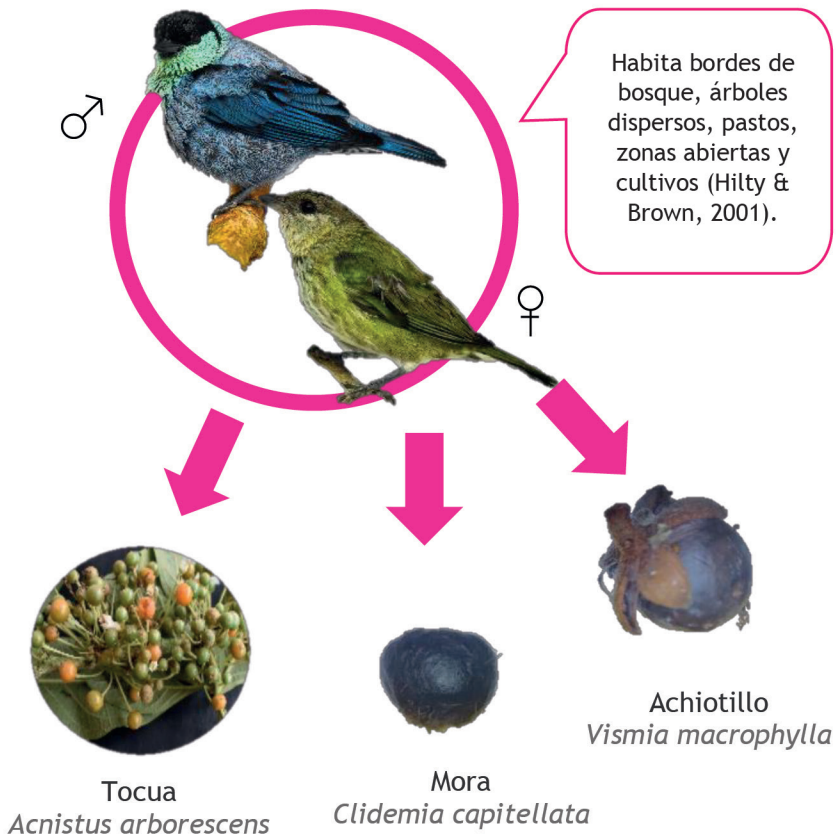 ♂
Habita bordes de
bosque, árboles
dispersos, pastos,
zonas abiertas y
cultivos (Hilty &
Brown, 2001).
♀
Tocua
Acnistus arborescens
Mora
Clidemia capitellata
Achiotillo
Vismia macrophylla